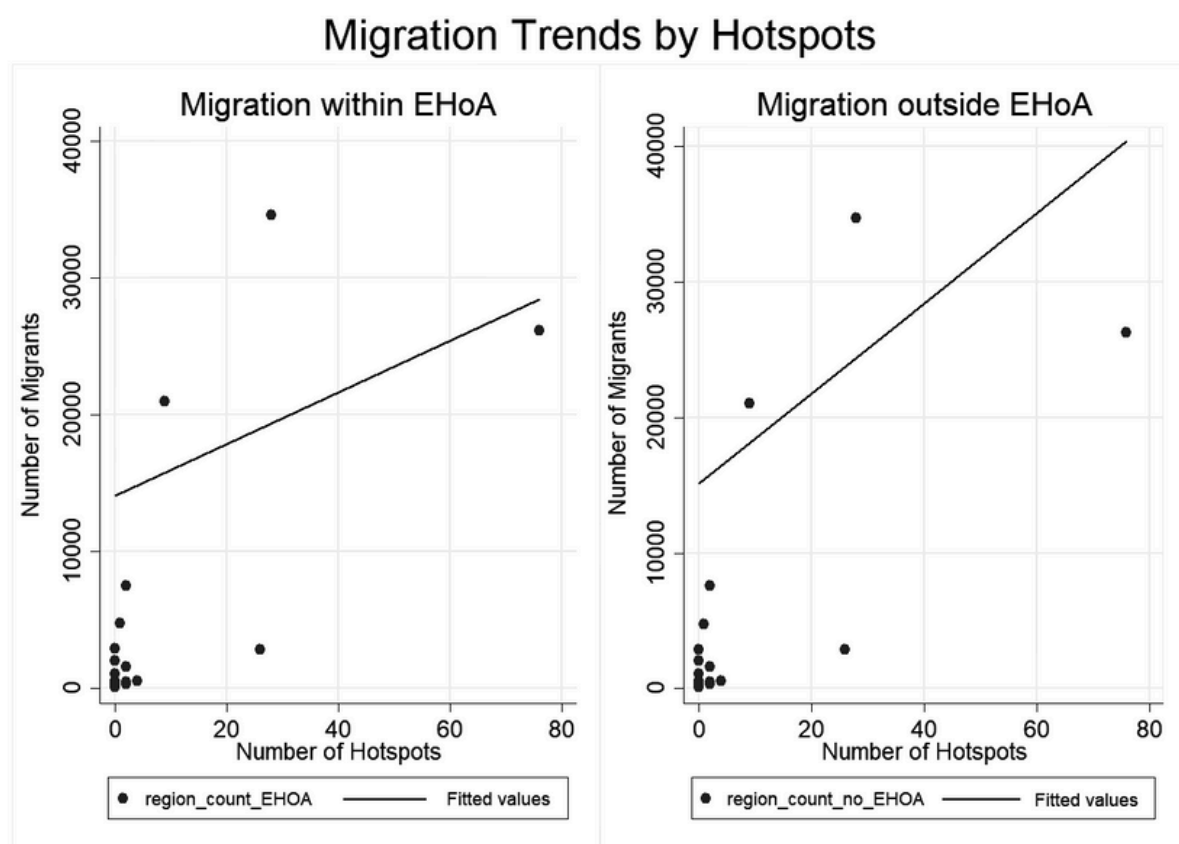 Migration Trends by Hotspots
Migration within EHoA
Number of Migrants
40000
30000
20000
10000
0
0 20 40 60 80
Number of Hotspots
region_count_EHOA Fitted values
Migration outside EHoA
Number of Migrants
40000
30000
20000
10000
0
0 20 40 60 80
Number of Hotspots
region_count_no_EHOA Fitted values